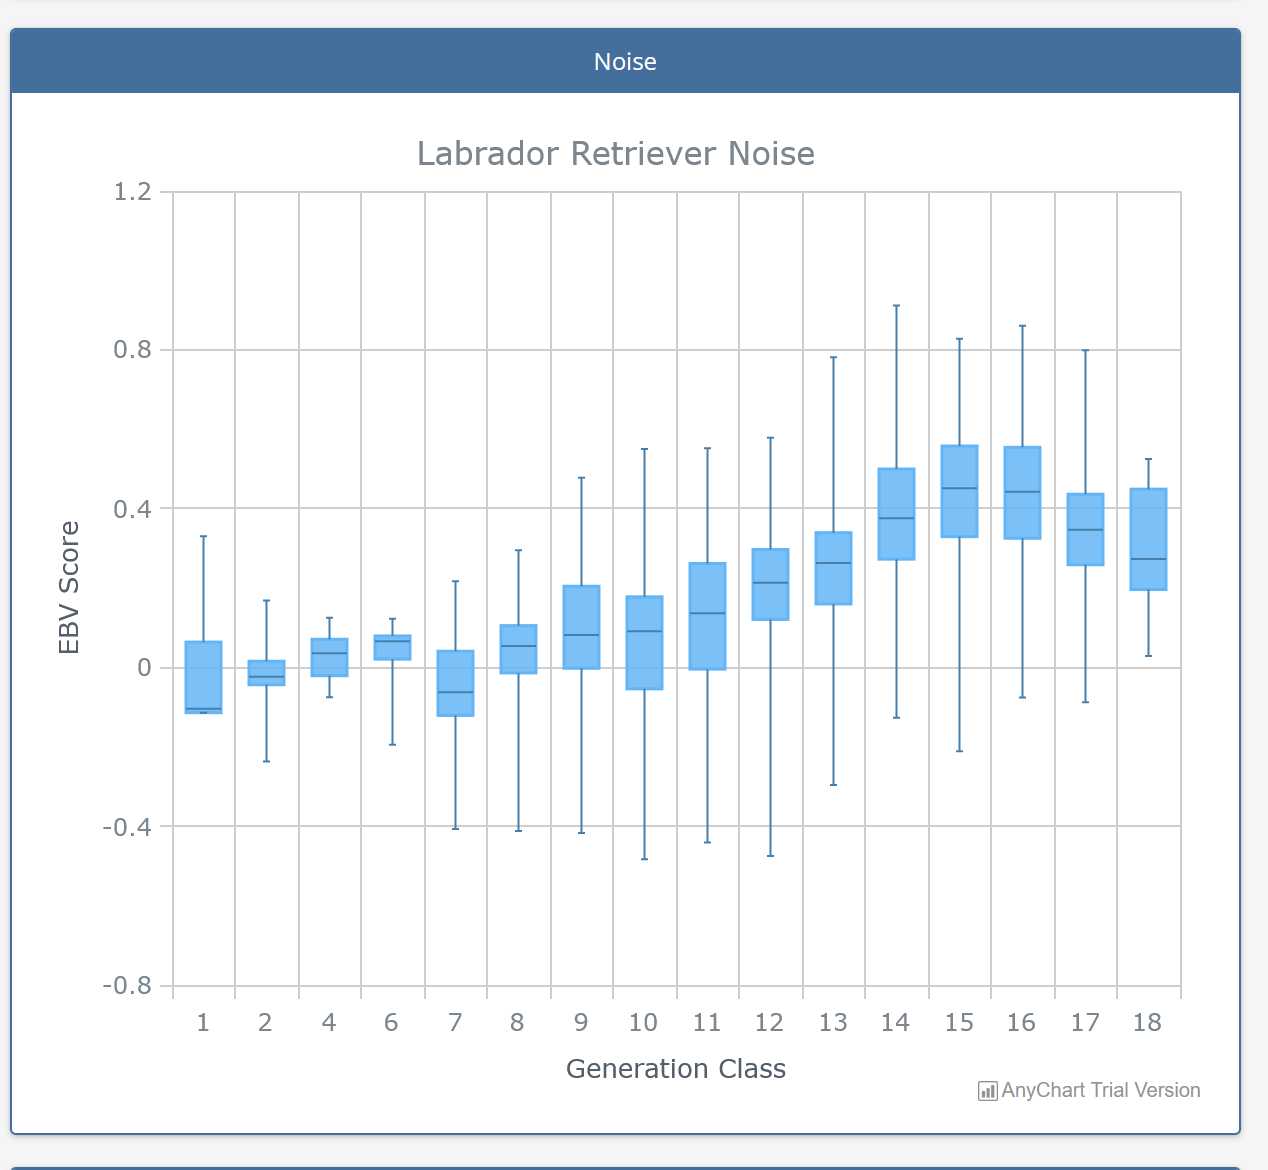 Noise
Labrador Retriever Noise
1.2
0.8
0.4
0
-0.4
-0.8
EBV Score
1 2 4 6 7 8 9 10 11 12 13 14 15 16 17 18
Generation Class
AnyChart Trial Version